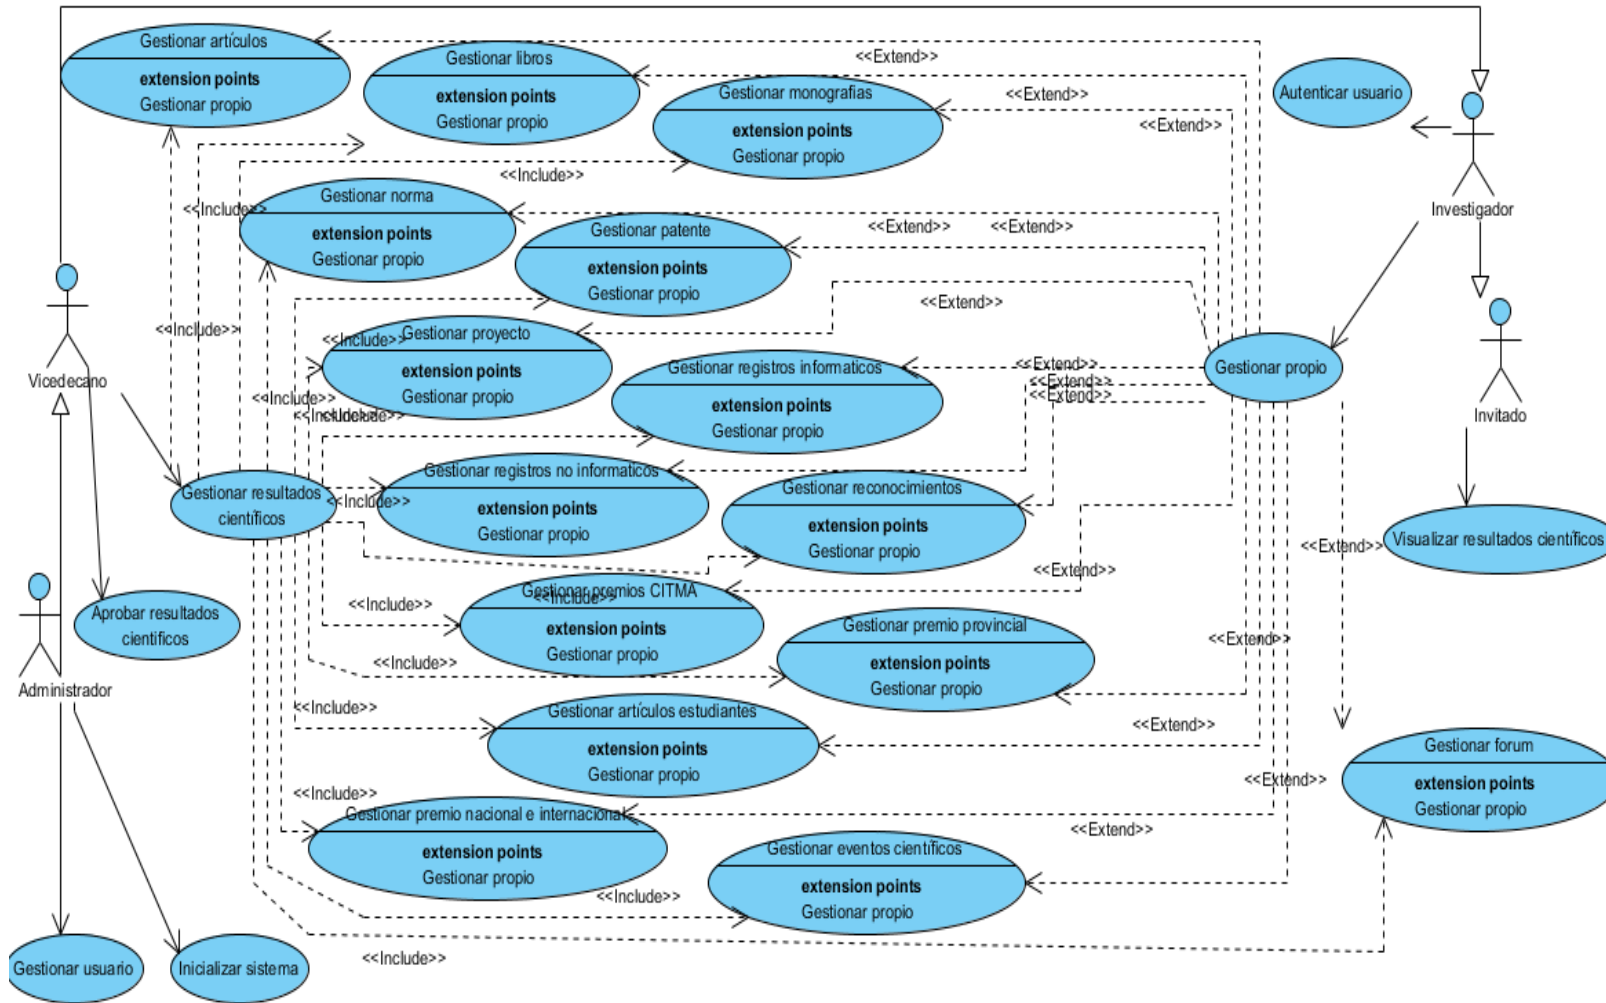 Gestionar artículos
extension points
Gestionar propio
Gestionar libros
extension points
Gestionar propio
<<Extend>>
Gestionar monografias
extension points
Gestionar propio
<<Extend>>
<<Extend>>
Autenticar usuario
Investigador
<<Include>>
<<Include>>
Gestionar norma
extension points
Gestionar propio
<<Extend>>
<<Extend>>
Gestionar patente
extension points
Gestionar propio
<<Extend>>
<<Include>>
<<Include>>
Gestionar proyecto
extension points
Gestionar propio
Vicedecano
<<Include>>
<<Include>>
<<Include>>
Gestionar registros informaticos
extension points
Gestionar propio
<<Extend>>
<<Extend>>
<<Extend>>
Gestionar propio
Invitado
Gestionar resultados
científicos
Gestionar registros no informaticos
extension points
Gestionar propio
<<Include>>
Gestionar reconocimientos
extension points
Gestionar propio
<<Extend>>
Visualizar resultados científicos
<<Extend>>
Aprobar resultados
cientificos
Administrador
Gestionar premios CITMA
<<Include>>
extension points
Gestionar propio
<<Include>>
Gestionar premio provincial
extension points
Gestionar propio
<<Extend>>
<<Include>>
<<Include>>
Gestionar artículos estudiantes
extension points
Gestionar propio
<<Extend>>
Gestionar forum
extension points
Gestionar propio
<<Extend>>
<<Include>>
Gestionar premio nacional e internacional
extension points
Gestionar propio
<<Extend>>
Gestionar eventos científicos
extension points
Gestionar propio
<<Include>>
<<Include>>
Gestionar usuario
Inicializar sistema